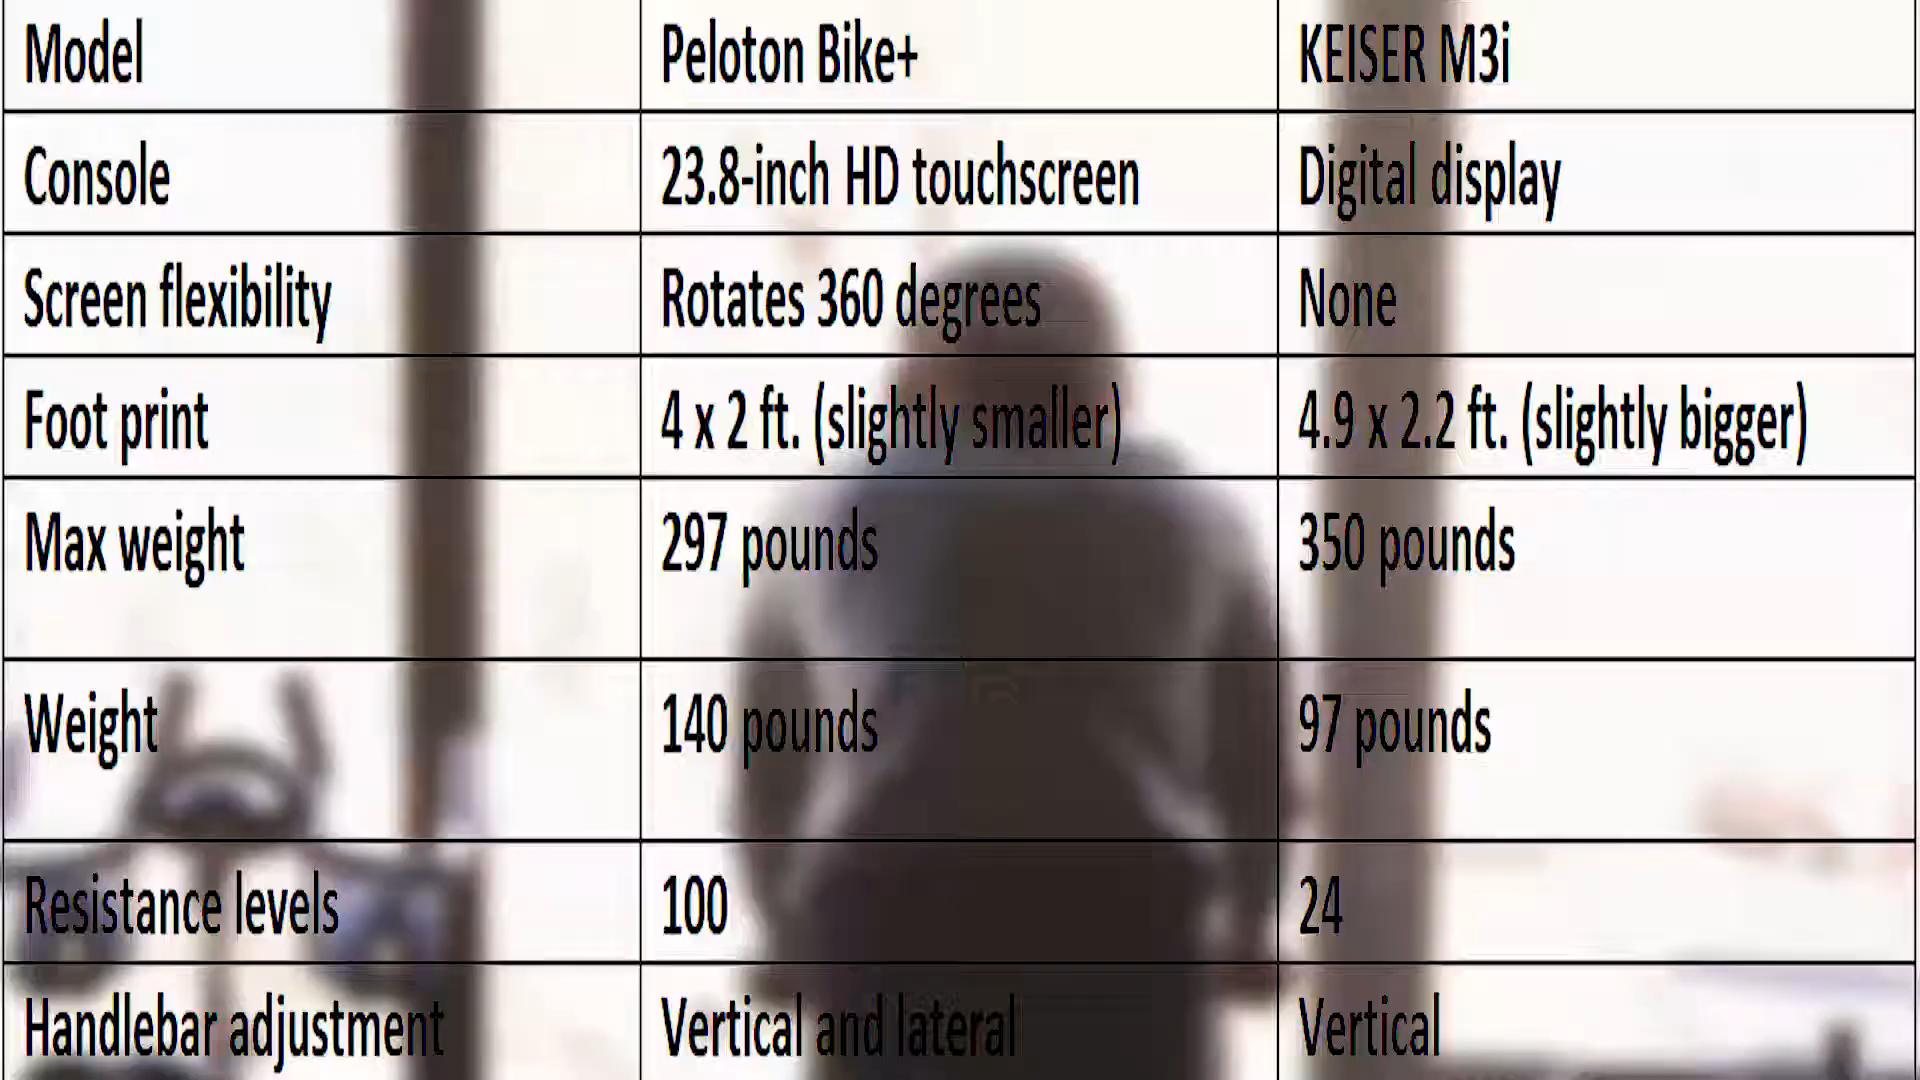 Model Peloton Bike+ KEISER M3i
Console 23.8-inch HD touchscreen Digital display
Screen flexibility Rotates 360 degrees None
Foot print 4 x 2 ft. (slightly smaller) 4.9 x 2.2 ft. (slightly bigger)
Max weight 297 pounds 350 pounds
Weight 140 pounds 97 pounds
Resistance levels 100 24
Handlebar adjustment Vertical and lateral Vertical